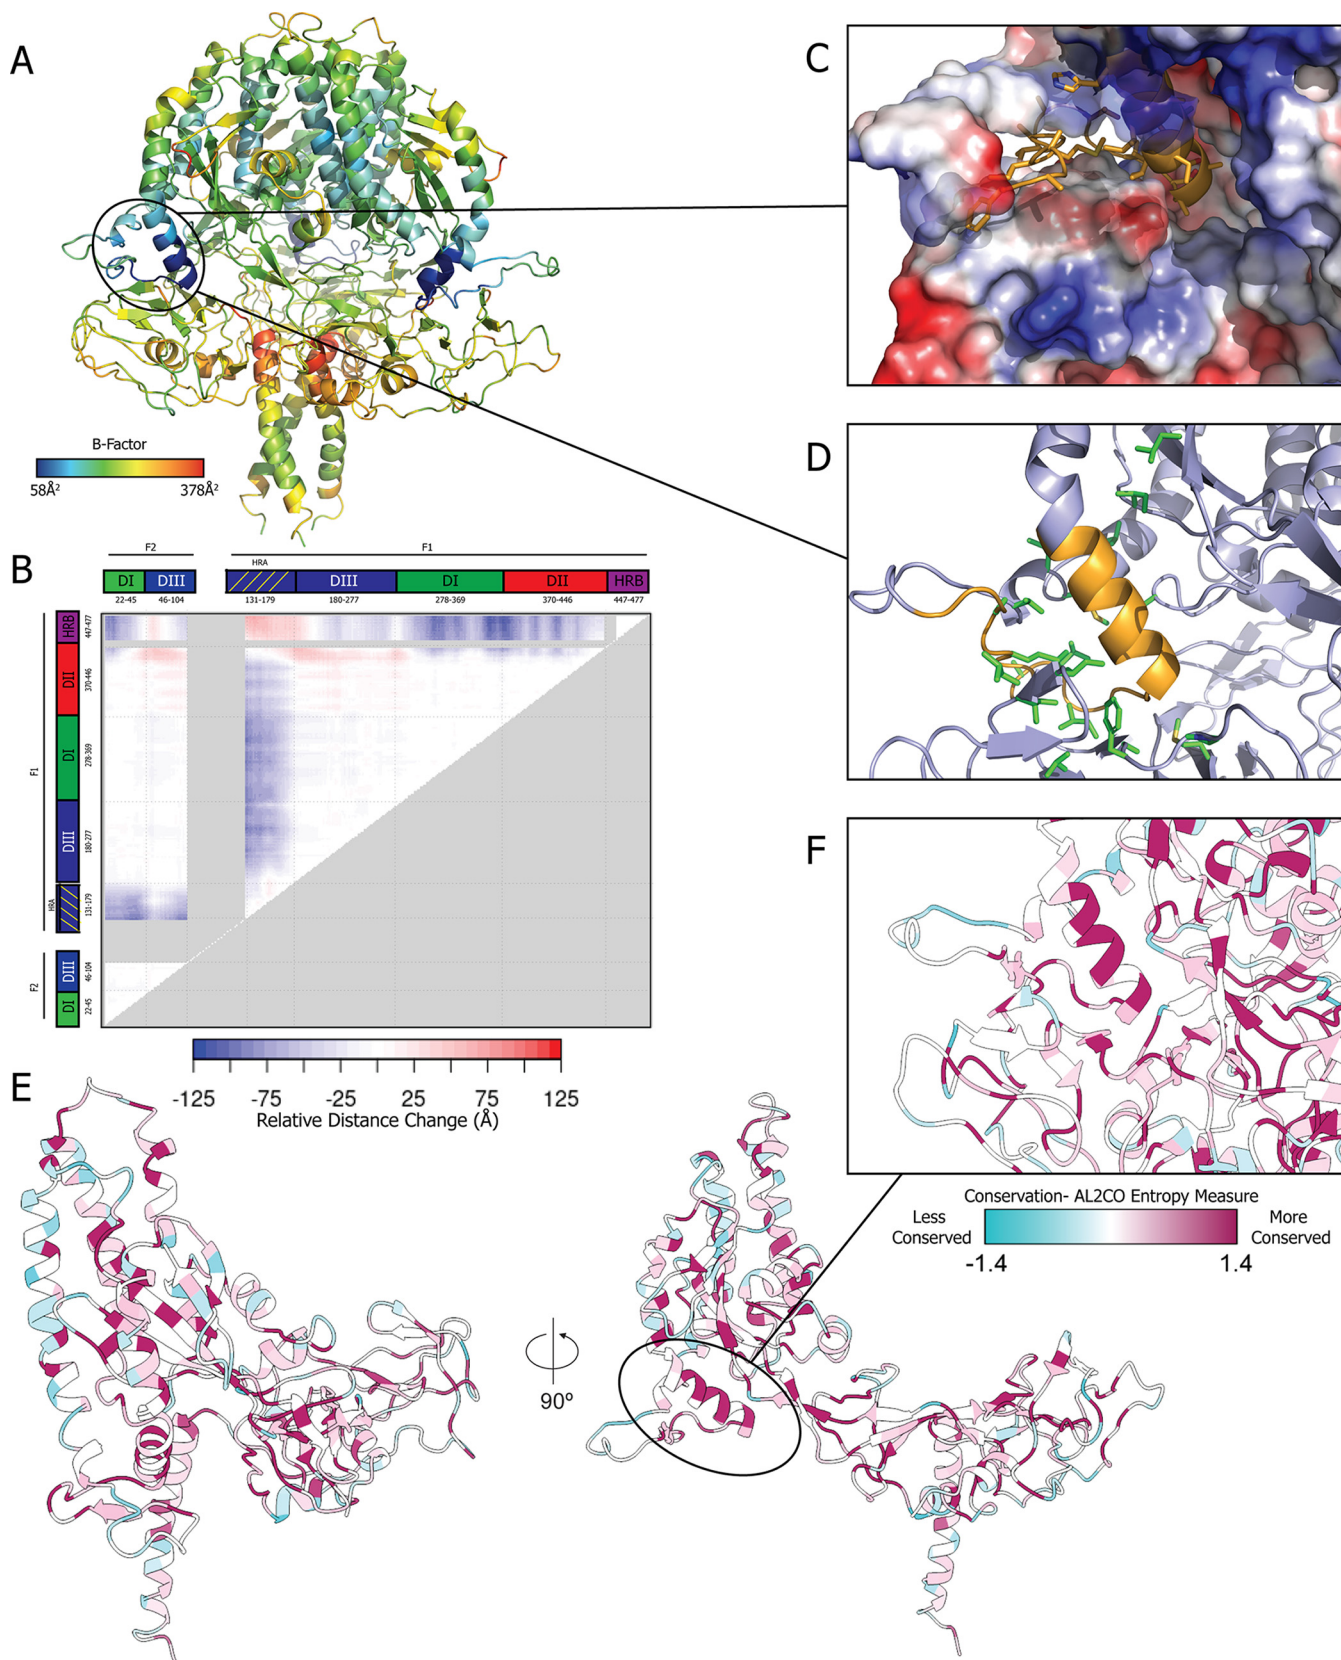 A
B-Factor
58Å²
378Å²
C
D
B
F2
F1
HRA
DI
DIII
DIII
DI
DII
HRB
22-45
46-104
131-179
180-277
278-369
370-446
447-477
HRB
447-477
DII
370-446
F1
DI
278-369
DIII
180-277
HRA
131-179
F2
DIII
46-104
DI
22-45
-125
-75
-25
25
75
125
Relative Distance Change (Å)
F
Conservation- AL2CO Entropy Measure
Less
Conserved
More
Conserved
-1.4
1.4
E
90º